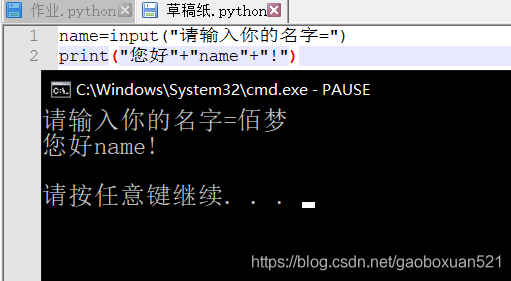 作业.python 草稿纸.python
1 name=input("请输入你的名字=")
2 print("您好"+"name"+"!")
C:\Windows\System32\cmd.exe - PAUSE
请输入你的名字=佰梦
您好name!
请按任意键继续. . .
https://blog.csdn.net/gaoboxuan521